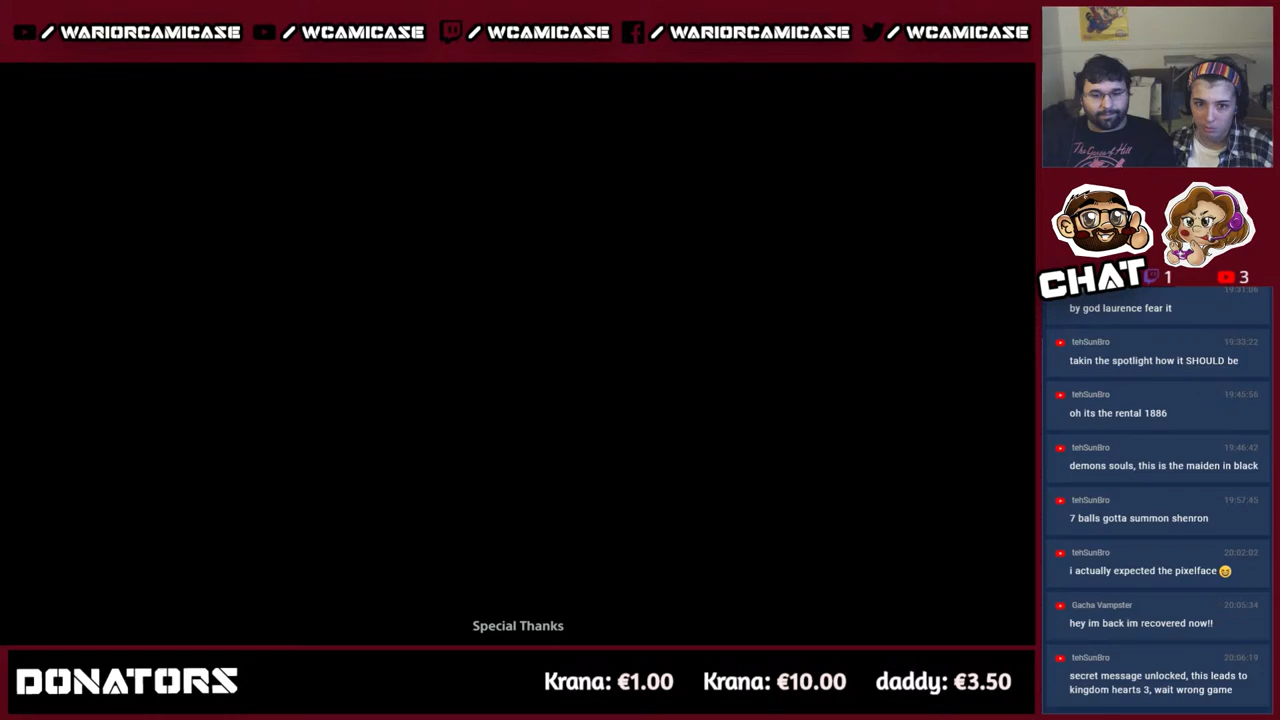 / WARIORCAMICASE / WCAMICASE / WCAMICASE / WARIORCAMICASE / WCAMICASE
CHAT 1 3
19:31:06
by god laurence fear it
tehSunBro 19:33:22
takin the spotlight how it SHOULD be
tehSunBro 19:45:56
oh its the rental 1886
tehSunBro 19:46:42
demons souls, this is the maiden in black
tehSunBro 19:57:45
7 balls gotta summon shenron
tehSunBro 20:02:02
i actually expected the pixelface
Gacha Vampster 20:05:34
hey im back im recovered now!!
tehSunBro 20:06:19
secret message unlocked, this leads to
kingdom hearts 3, wait wrong game
Special Thanks
DONATORS Krana: €1.00 Krana: €10.00 daddy: €3.50